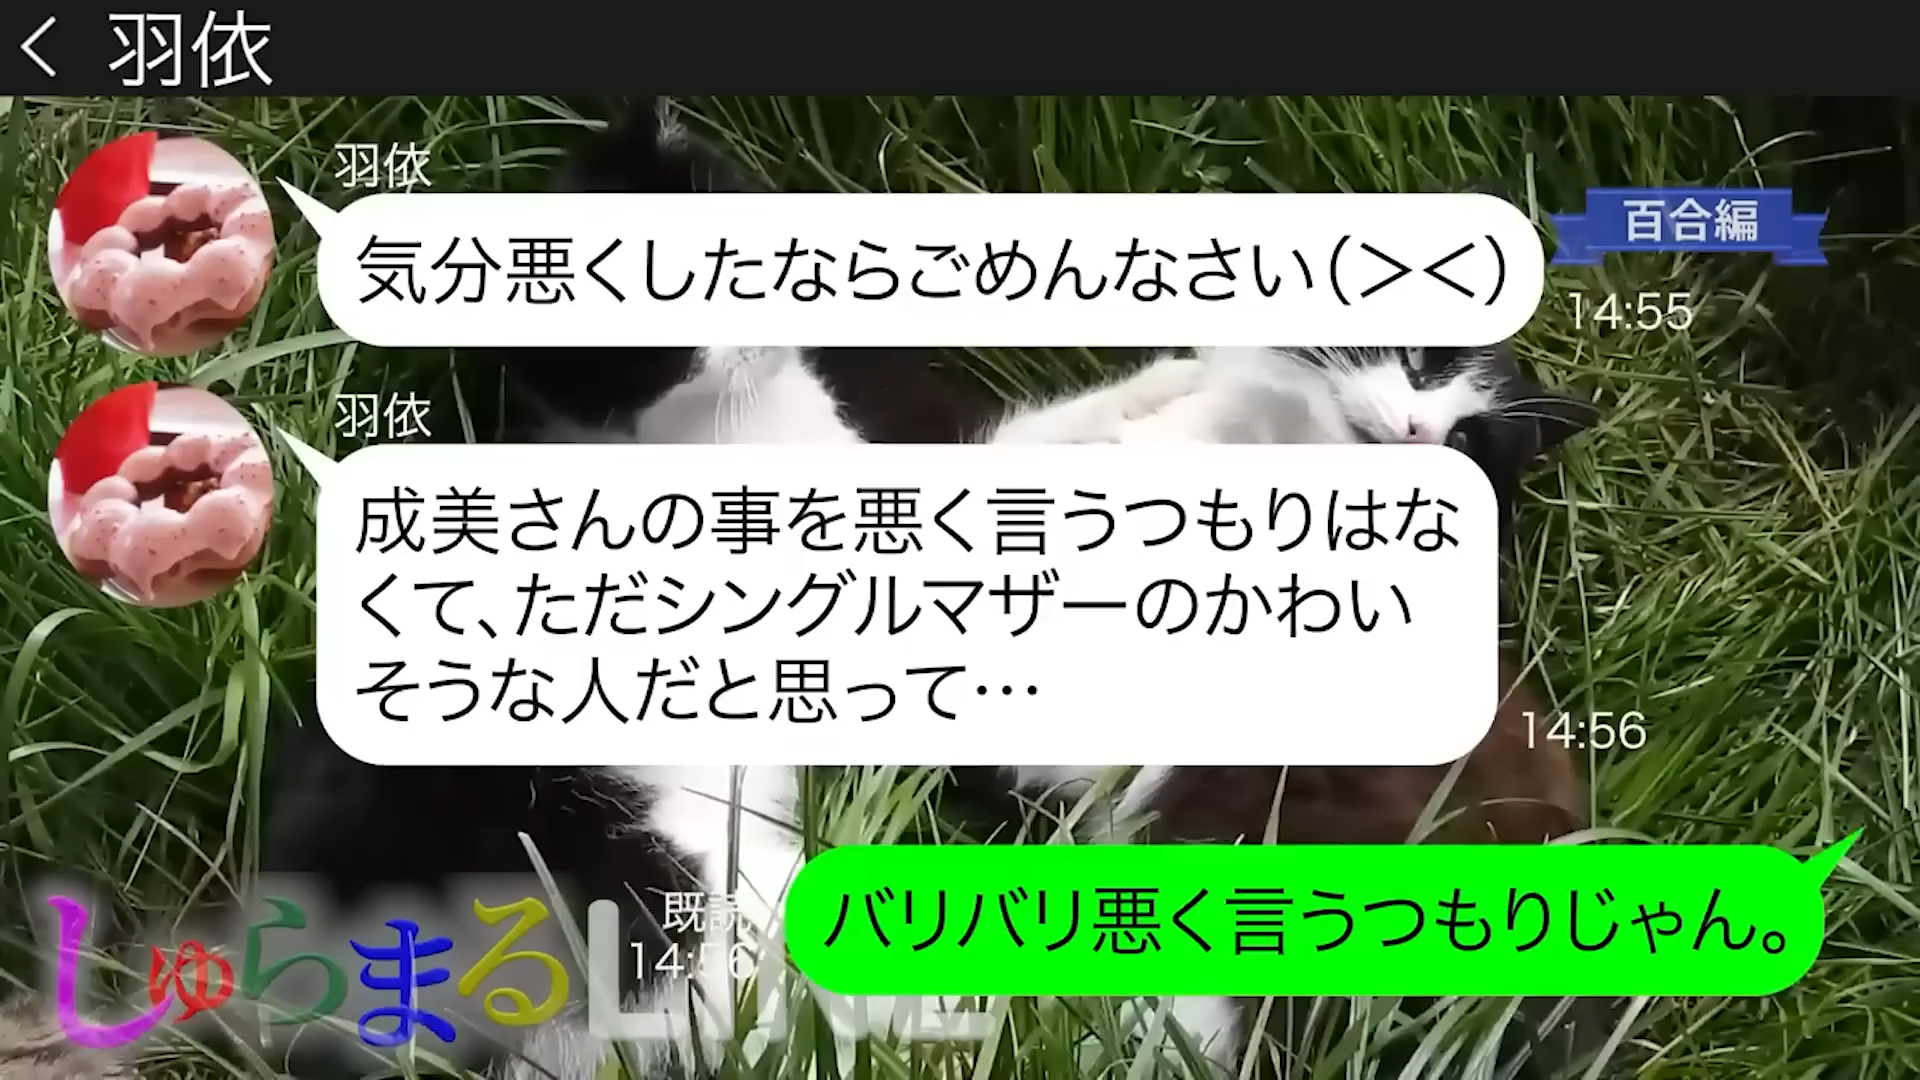 羽依
羽依
百合編
気分悪くしたならごめんなさい(＞＜)
14:55
羽依
成美さんの事を悪く言うつもりはな
くて､ただシングルマザーのかわい
そうな人だと思って…
14:56
既読
14:56
バリバリ悪く言うつもりじゃん｡
しゅらまる